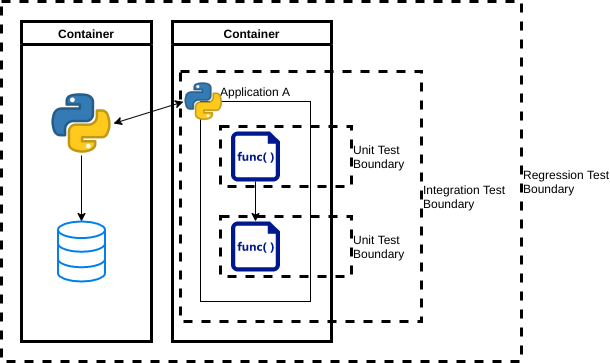 Container
Container
Application A
func( )
Unit Test
Boundary
func( )
Unit Test
Boundary
Integration Test
Boundary
Regression Test
Boundary